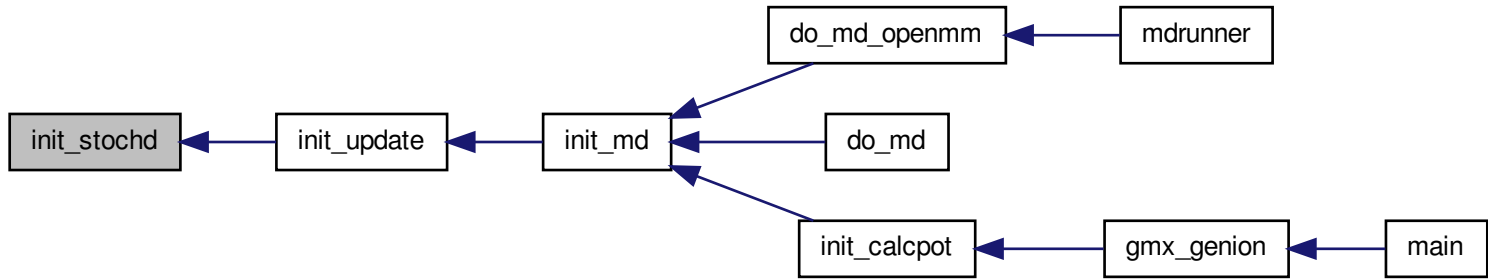 do_md_openmm
mdrunner
init_stochd
init_update
init_md
do_md
init_calcpot
gmx_genion
main